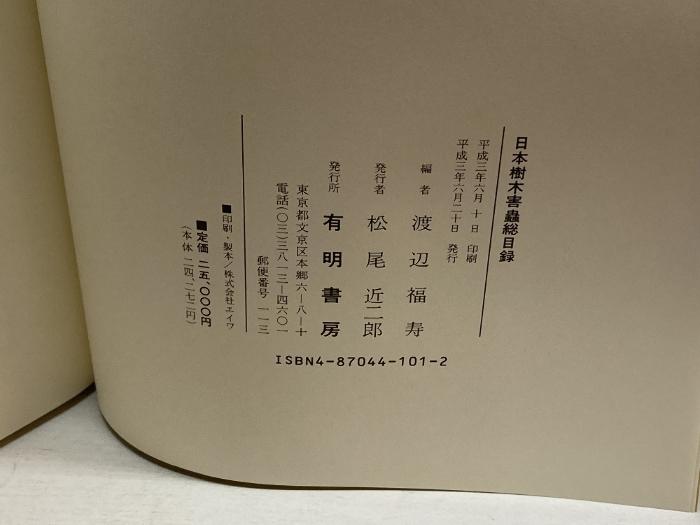 日本樹木害蟲総目録
平成三年六月 十 日 印刷
平成三年六月二十日 発行
編者 渡辺福寿
発行者 松尾近二郎
発行所 有明書房
東京都文京区本郷六ー八ー十
電話(〇三)三八一三ー四六〇一
郵便番号 一一三
■印刷・製本/株式会社エイワ
■定価 二五、〇〇〇円
(本体 二四、二七二円)
ISBN4-87044-101-2